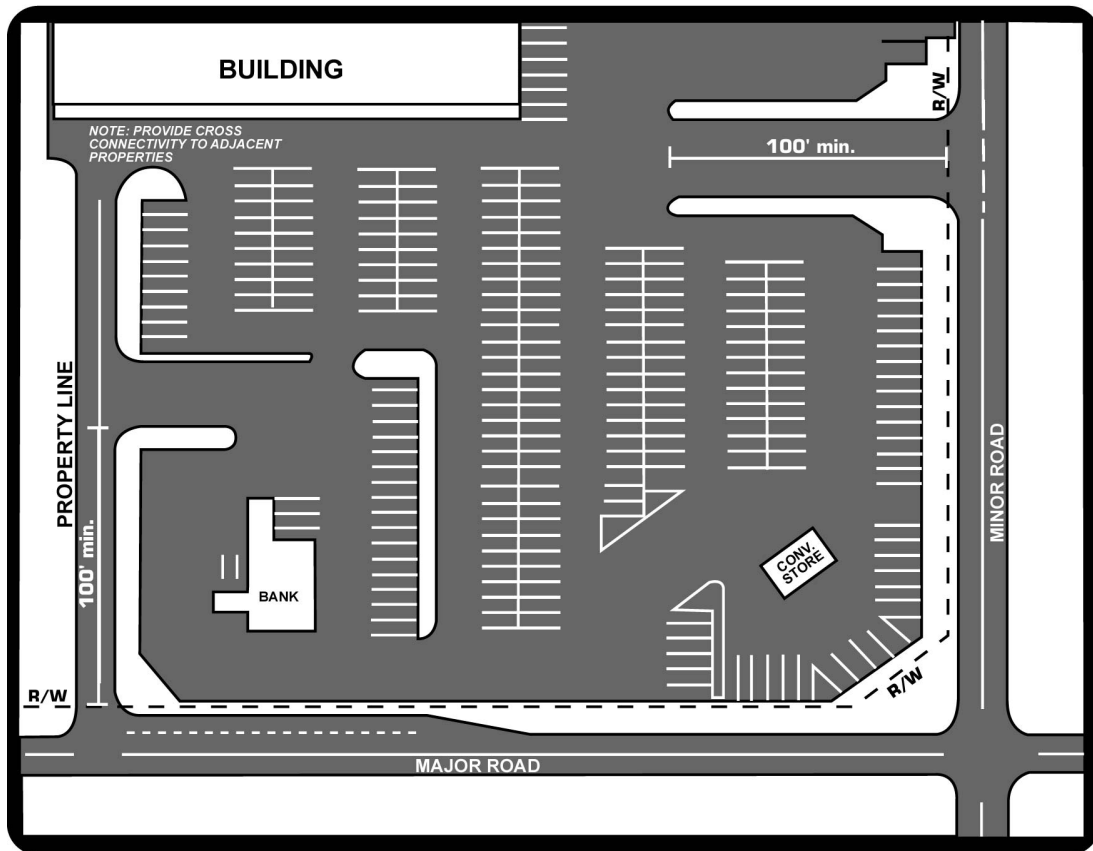 BUILDING
NOTE: PROVIDE CROSS
CONNECTIVITY TO ADJACENT
PROPERTIES
R/W
100' min.
PROPERTY LINE
100' min.
MINOR ROAD
CONV.
STORE
BANK
R/W
R/W
MAJOR ROAD